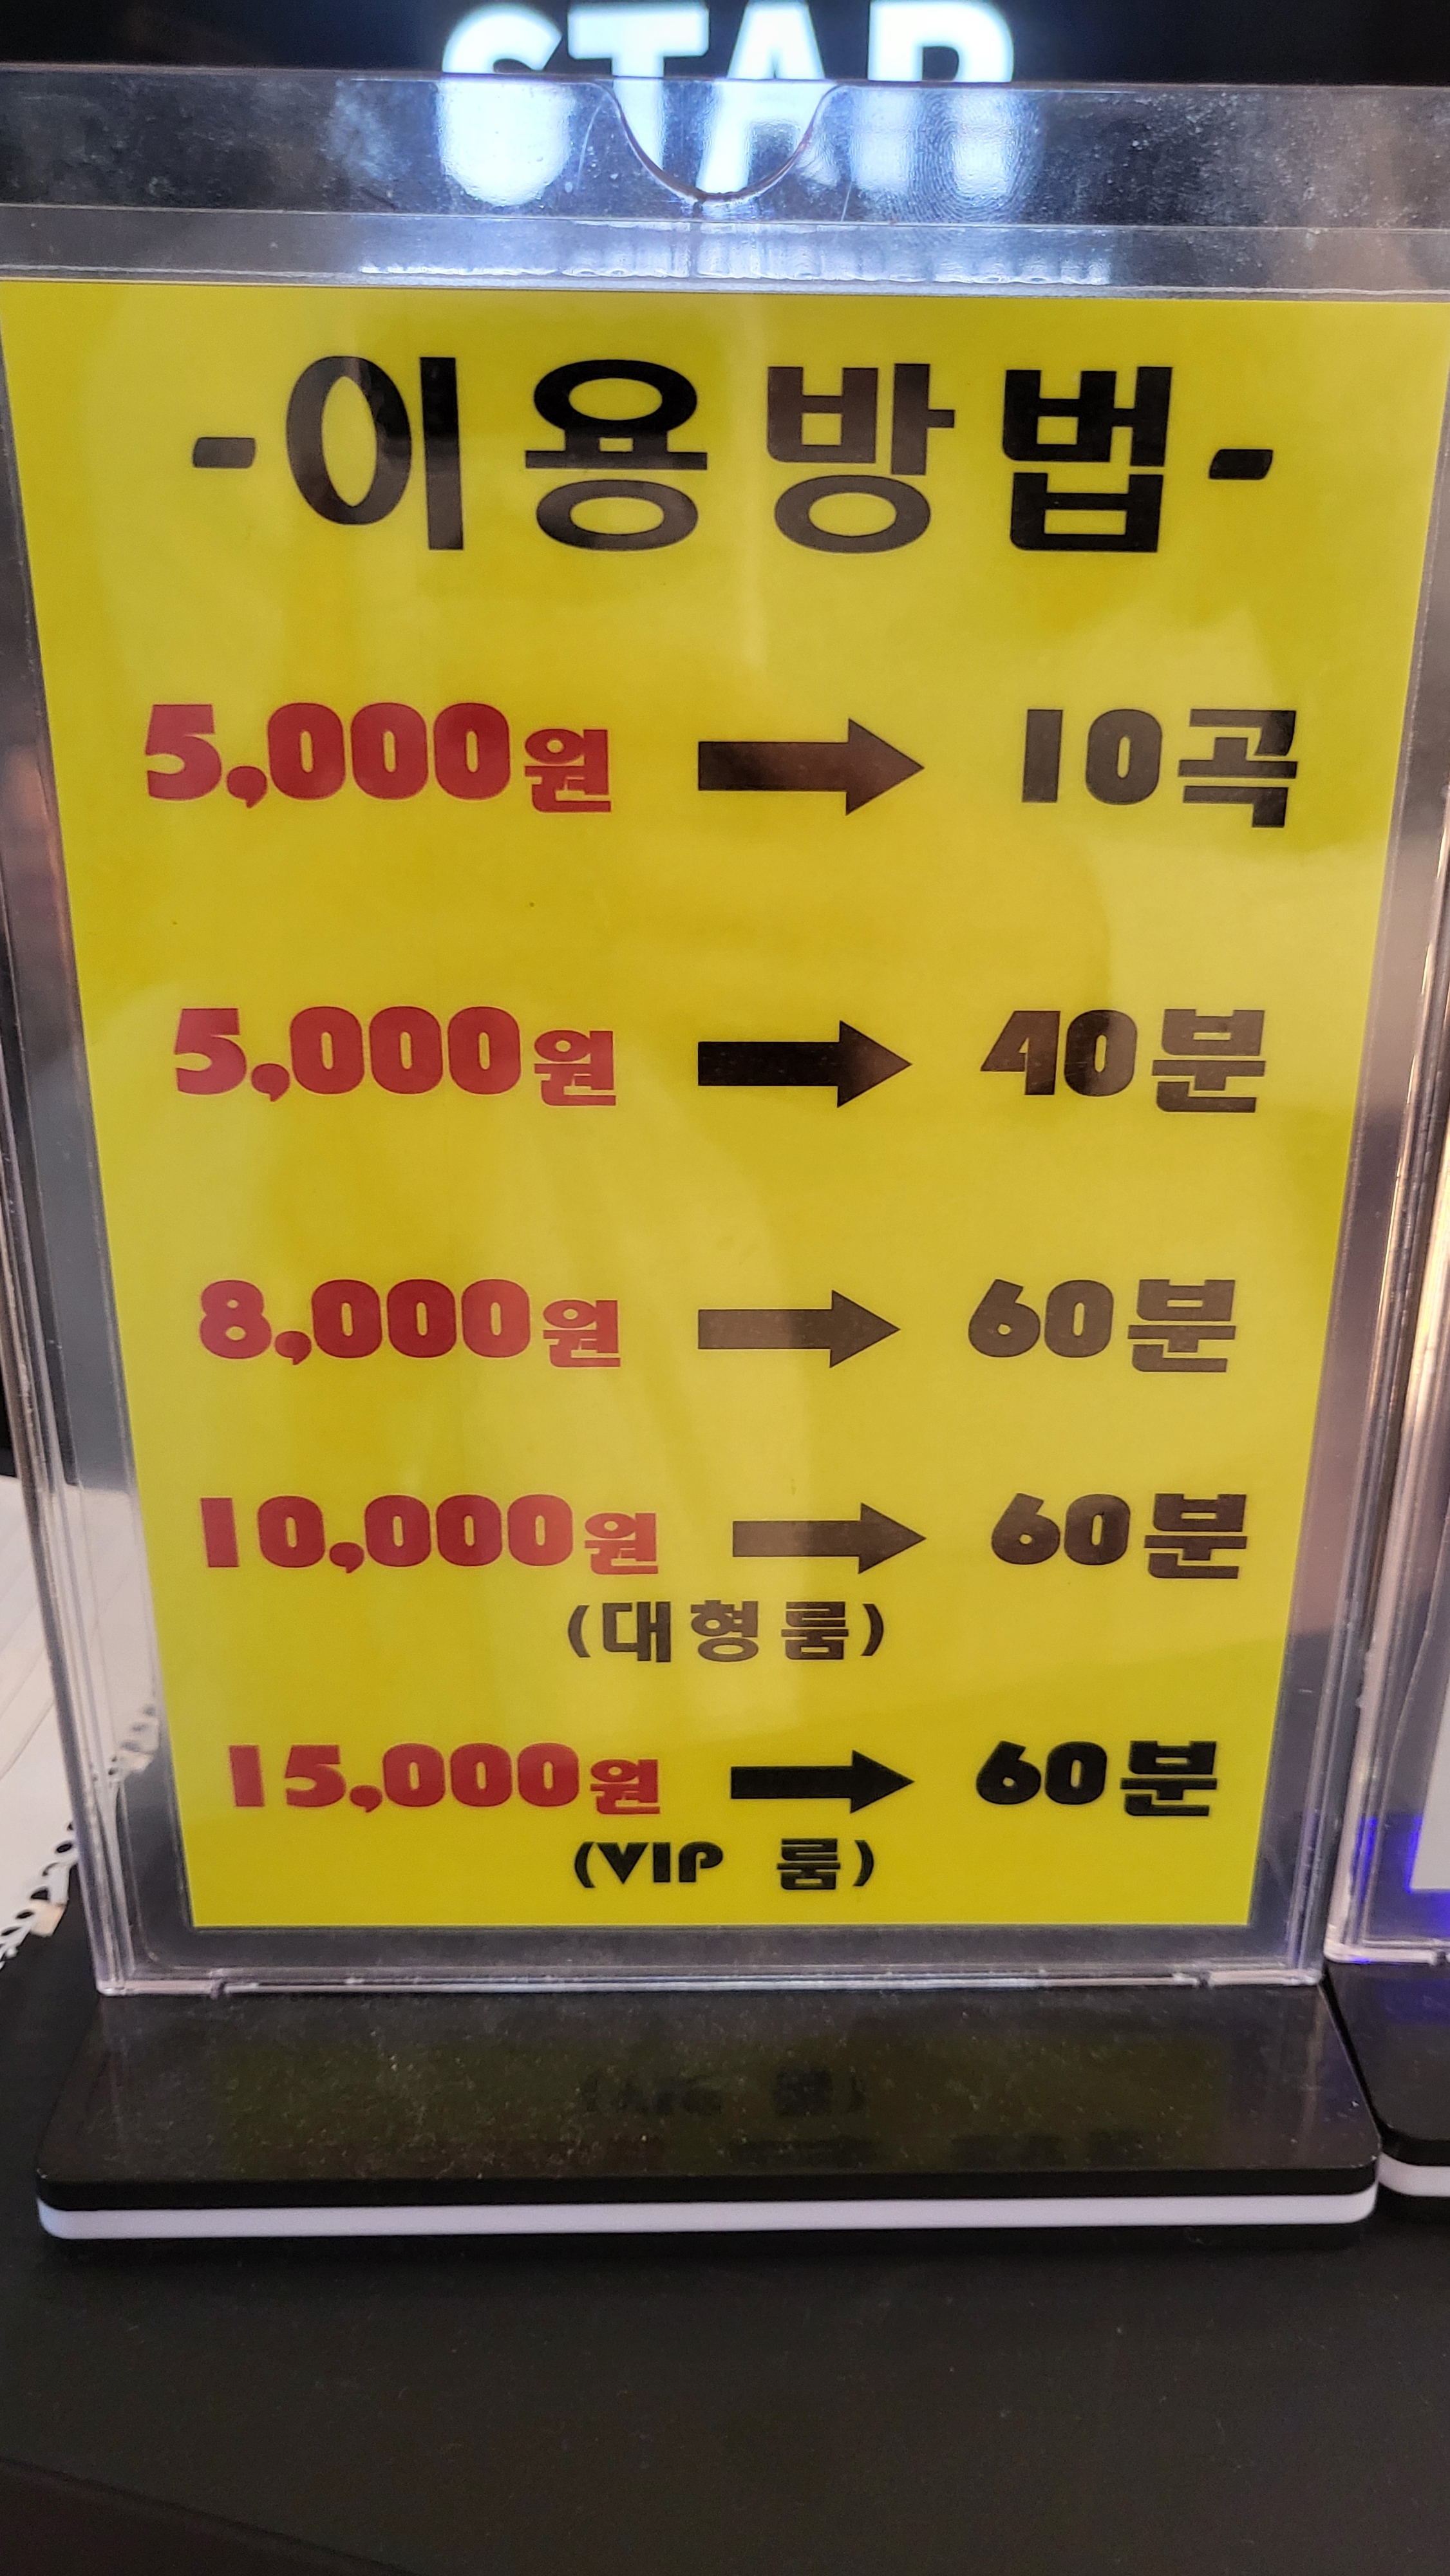 STAR
-이용방법-
5,000원 → 10곡
5,000원 → 40분
8,000원 → 60분
10,000원 → 60분
(대형룸)
15,000원 → 60분
(VIP 룸)